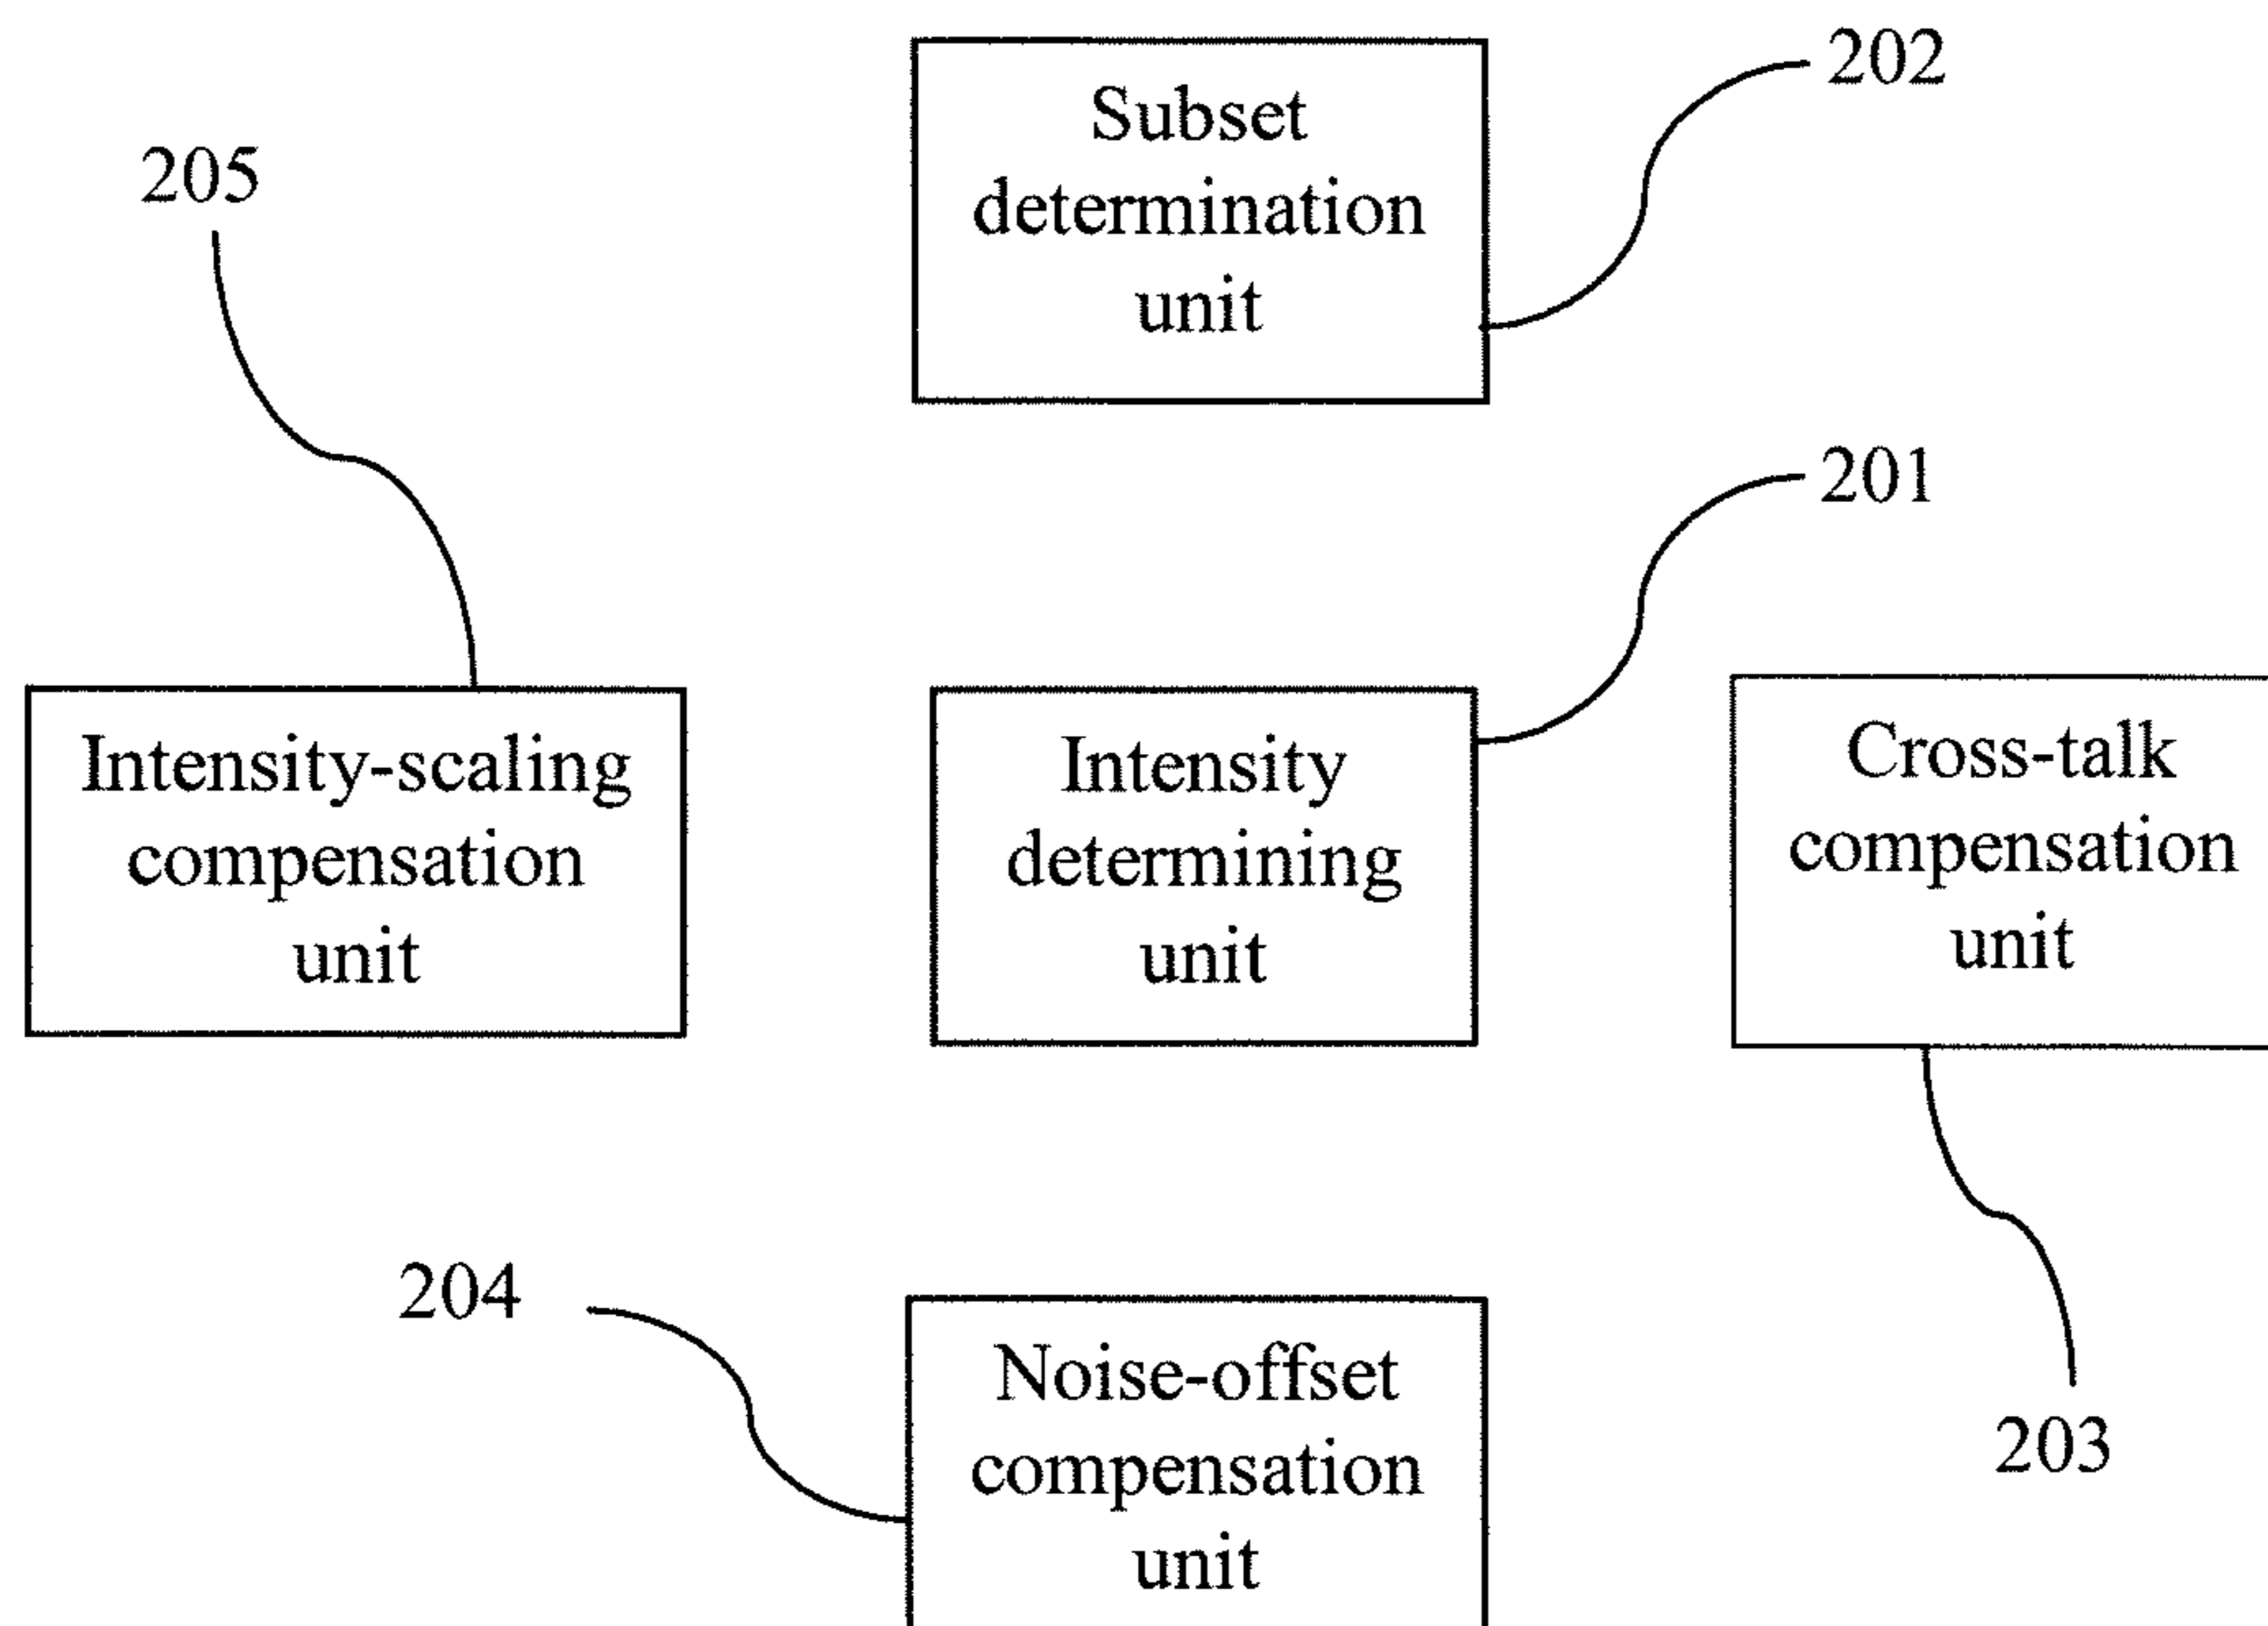 202
Subset
determination
unit
205
201
Intensity-scaling
compensation
unit
Intensity
determining
unit
Cross-talk
compensation
unit
204
Noise-offset
compensation
unit
203